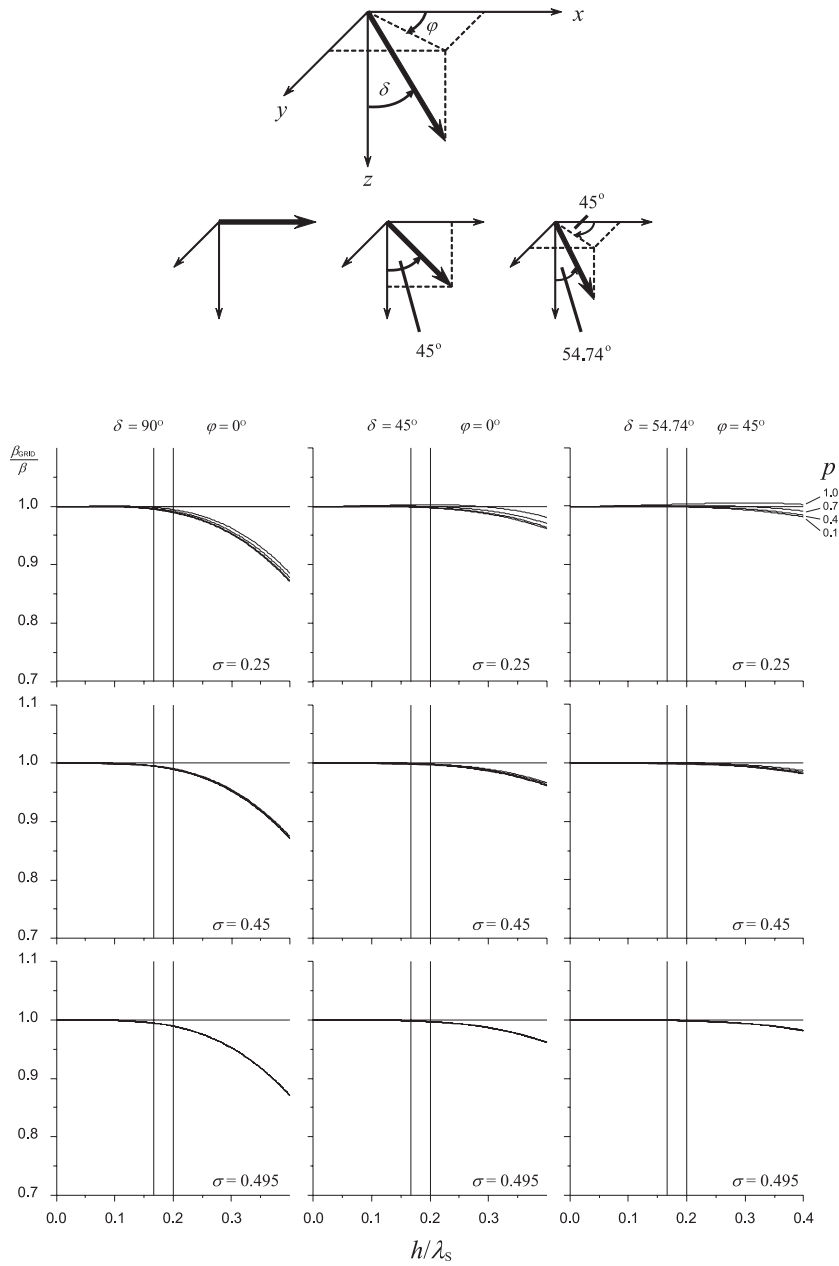 x
φ
δ
y
z
45°
45°
54.74°
δ = 90° φ = 0° δ = 45° φ = 0° δ = 54.74° φ = 45°
β_GRID/β
p
1.0
0.7
0.4
0.1
1.0
0.9
0.8
0.7
σ = 0.25 σ = 0.25 σ = 0.25
1.1
1.0
0.9
0.8
0.7
σ = 0.45 σ = 0.45 σ = 0.45
1.1
1.0
0.9
0.8
0.7
σ = 0.495 σ = 0.495 σ = 0.495
0.0 0.1 0.2 0.3 0.0 0.1 0.2 0.3 0.0 0.1 0.2 0.3 0.4
h/λ_S